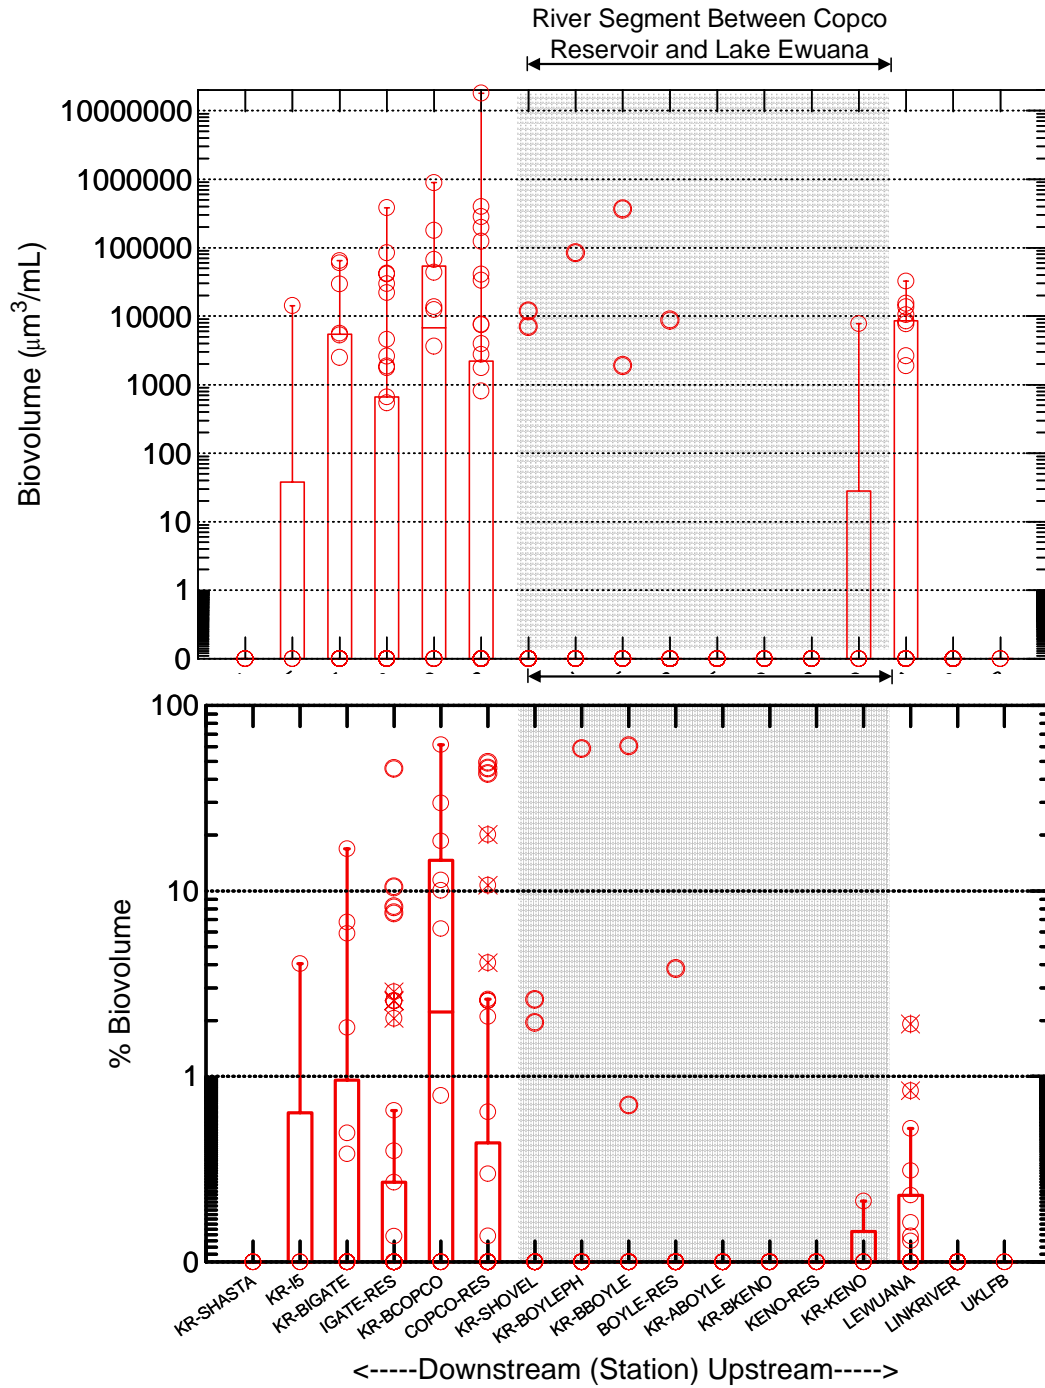 River Segment Between Copco
Reservoir and Lake Ewuana
10000000
1000000
100000
10000
1000
100
10
1
0
Biovolume (μm³/mL)
100
10
1
0
% Biovolume
KR-SHASTA
KR-I5
KR-BIGATE
IGATE-RES
KR-BCOPCO
COPCO-RES
KR-SHOVEL
KR-BOYLEPH
KR-BBOYLE
BOYLE-RES
KR-ABOYLE
KR-BKENO
KENO-RES
KR-KENO
LEWUANA
LINKRIVER
UKLFB
<-----Downstream (Station) Upstream----->